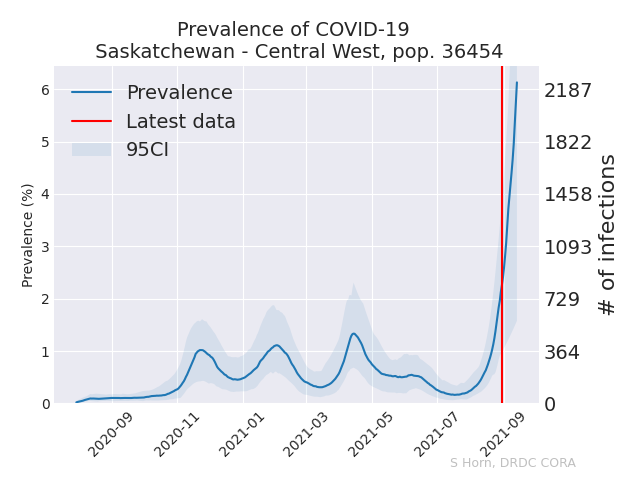 Prevalence of COVID-19
Saskatchewan - Central West, pop. 36454
Prevalence
Latest data
95CI
Prevalence (%)
6
5
4
3
2
1
0
2187
1822
1458
1093
729
364
0
# of infections
2020-09
2020-11
2021-01
2021-03
2021-05
2021-07
2021-09
S Horn, DRDC CORA